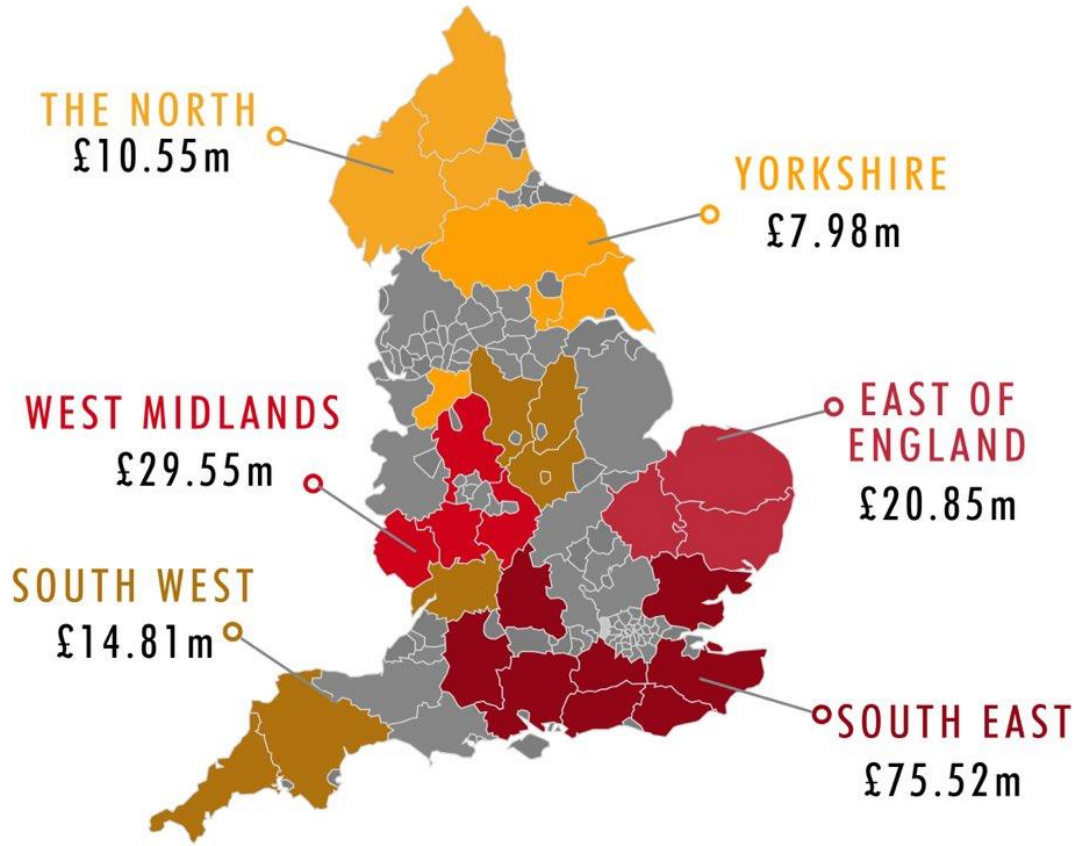 THE NORTH
£10.55m
YORKSHIRE
£7.98m
WEST MIDLANDS
£29.55m
EAST OF
ENGLAND
£20.85m
SOUTH WEST
£14.81m
SOUTH EAST
£75.52m